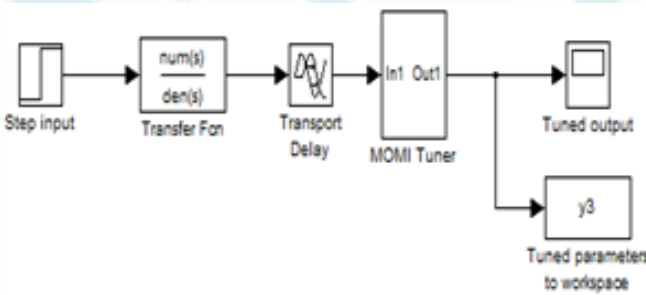 Step input
num(s)
den(s)
Transfer Fcn
Transport
Delay
In1 Out1
MOMI Tuner
Tuned output
y3
Tuned parameters
to workspace